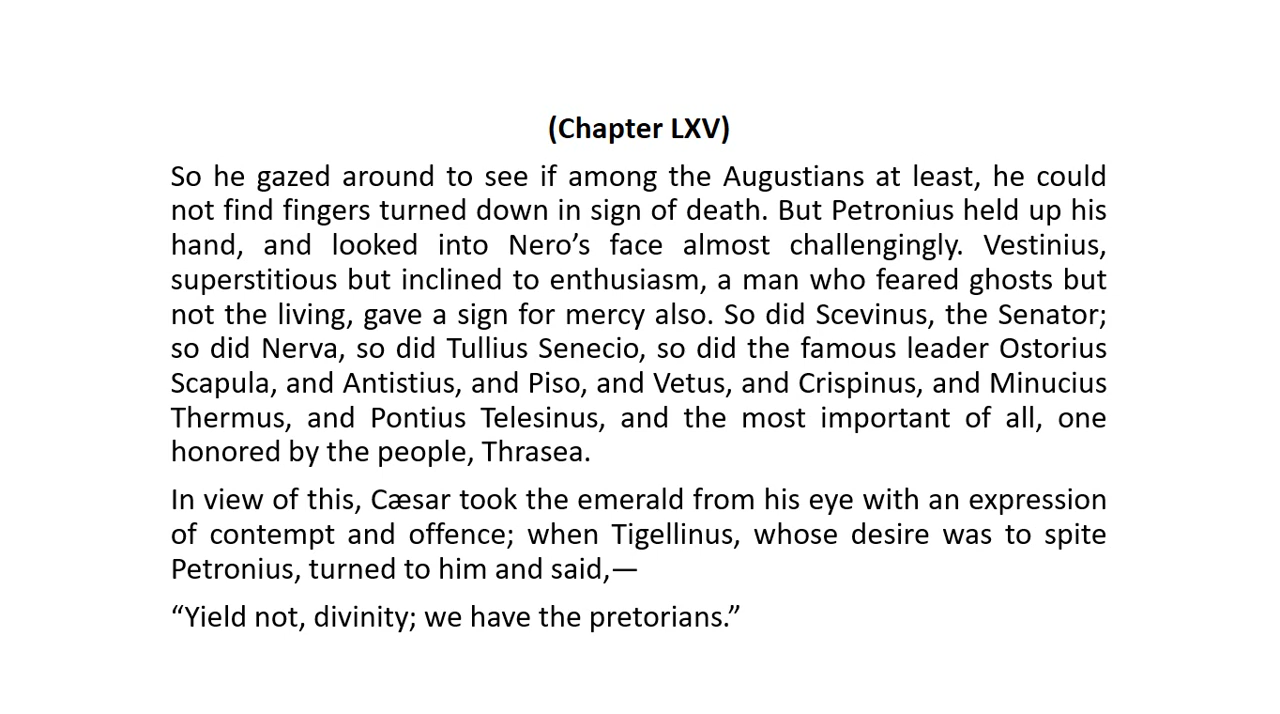 (Chapter LXV)
So he gazed around to see if among the Augustians at least, he could
not find fingers turned down in sign of death. But Petronius held up his
hand, and looked into Nero’s face almost challengingly. Vestinius,
superstitious but inclined to enthusiasm, a man who feared ghosts but
not the living, gave a sign for mercy also. So did Scevinus, the Senator;
so did Nerva, so did Tullius Senecio, so did the famous leader Ostorius
Scapula, and Antistius, and Piso, and Vetus, and Crispinus, and Minucius
Thermus, and Pontius Telesinus, and the most important of all, one
honored by the people, Thrasea.
In view of this, Cæsar took the emerald from his eye with an expression
of contempt and offence; when Tigellinus, whose desire was to spite
Petronius, turned to him and said,—
“Yield not, divinity; we have the pretorians.”